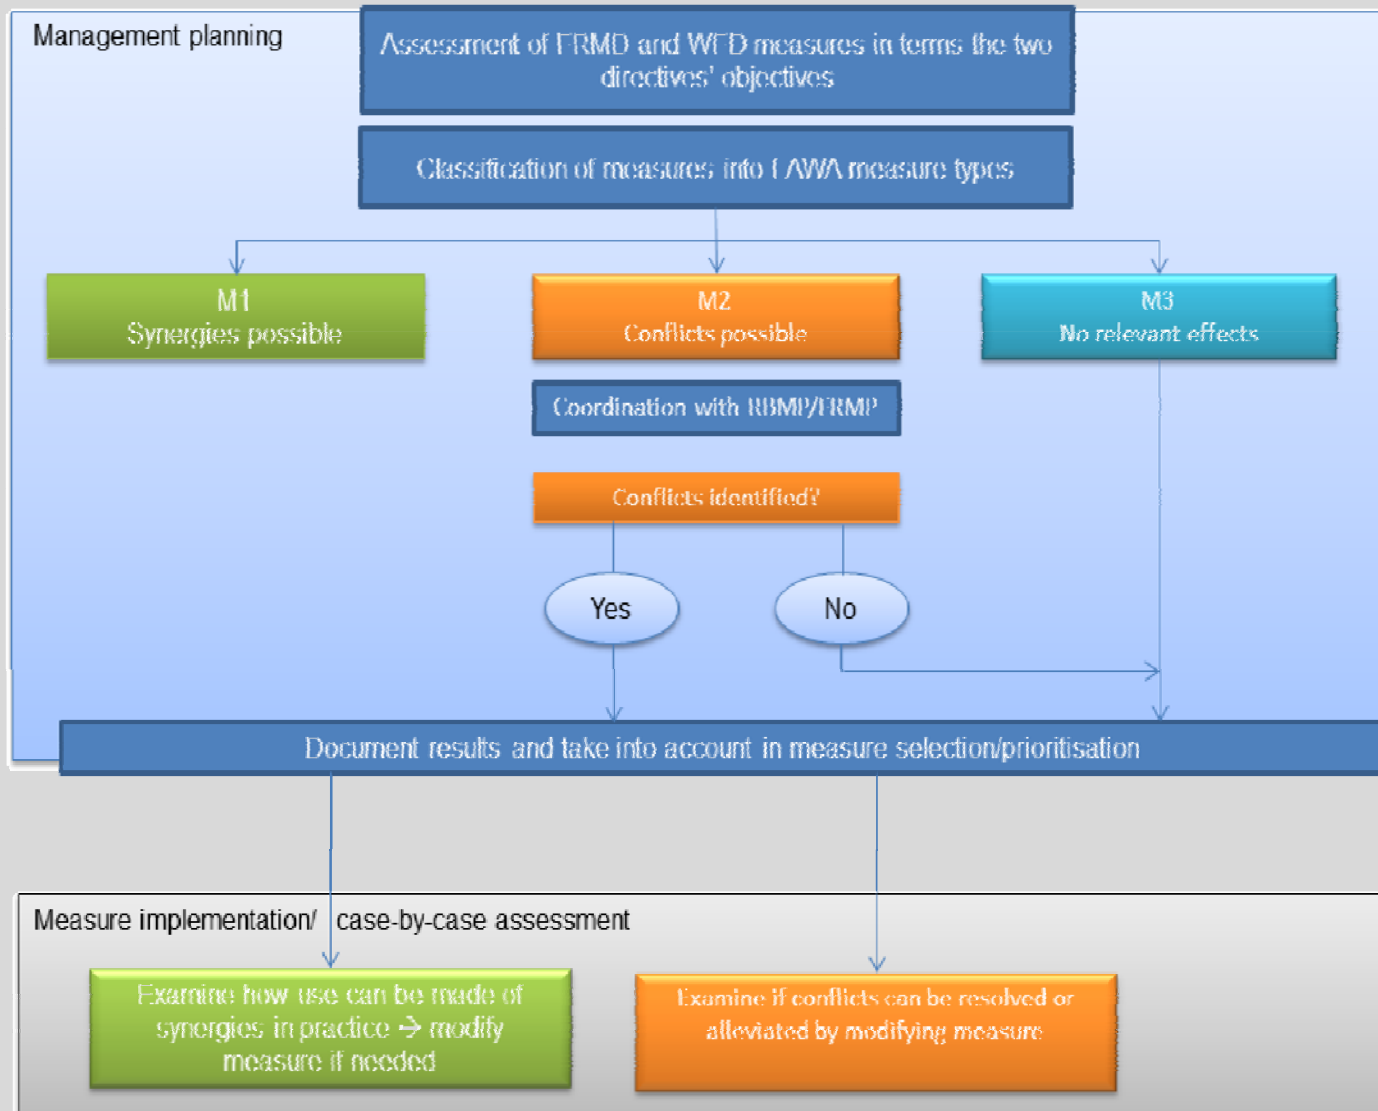 Management planning
Assessment of FRMD and WFD measures in terms the two
directives' objectives
Classification of measures into LAWA measure types
M1
Synergies possible
M2
Conflicts possible
M3
No relevant effects
Coordination with RBMP/FRMP
Conflicts identified?
Yes
No
Document results and take into account in measure selection/prioritisation
Measure implementation/ case-by-case assessment
Examine how use can be made of
synergies in practice → modify
measure if needed
Examine if conflicts can be resolved or
alleviated by modifying measure